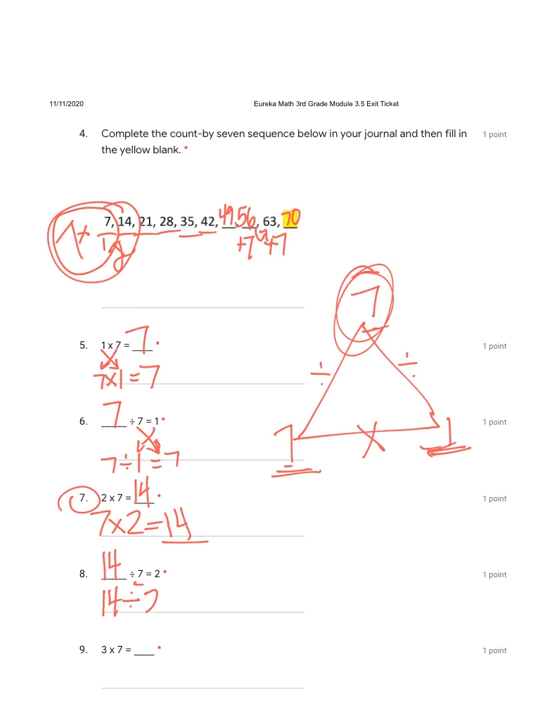 11/11/2020 Eureka Math 3rd Grade Module 3.5 Exit Ticket
4. Complete the count-by seven sequence below in your journal and then fill in 1 point
the yellow blank. *
7, 14, 21, 28, 35, 42, 49, 56, 63, 70
+7 +7
7
÷ ÷
5. 1 x 7 = 7 * 1 point
7x1=7
6. 7 ÷ 7 = 1 * 1 point
7 x 1
7÷1=7
7. 2 x 7 = 14 * 1 point
7x2=14
8. 14 ÷ 7 = 2 * 1 point
14÷7
9. 3 x 7 = ___ * 1 point